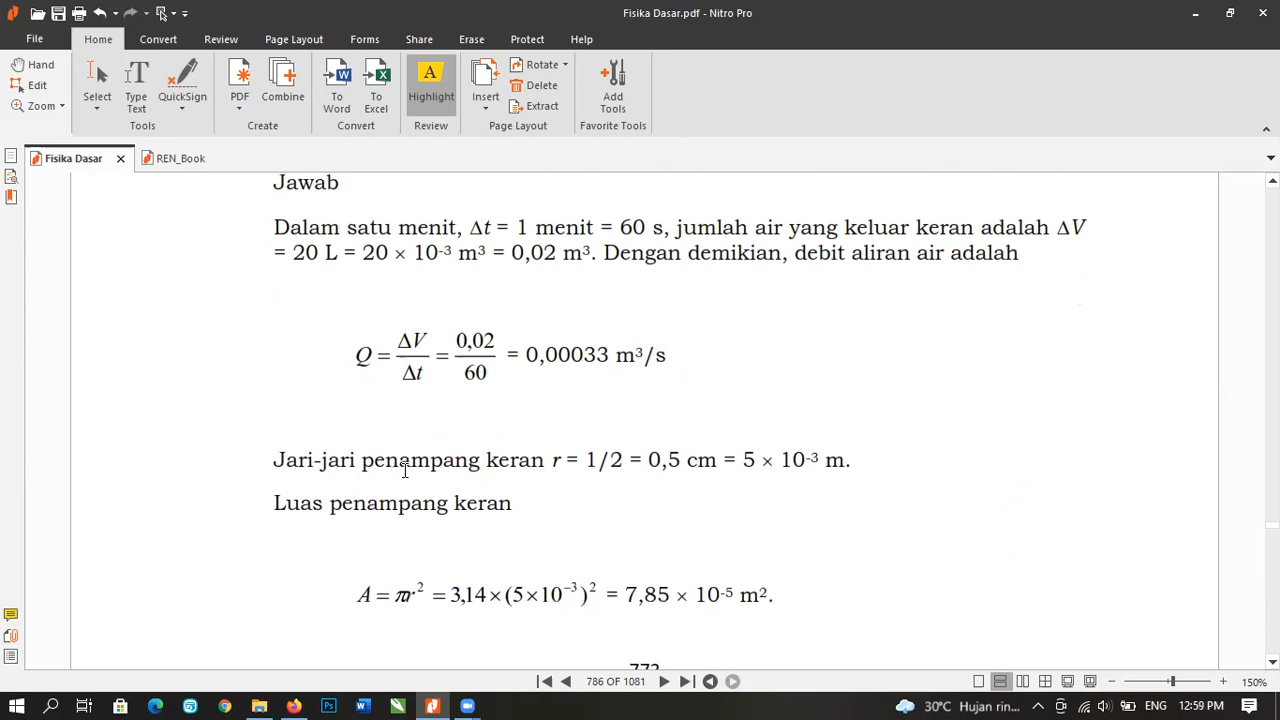 Fisika Dasar.pdf - Nitro Pro
File Home Convert Review Page Layout Forms Share Erase Protect Help
Hand
Edit
Zoom
Select
Type Text
QuickSign
Tools
PDF
Combine
Create
To Word
To Excel
Convert
A
Highlight
Review
Insert
Rotate
Delete
Extract
Page Layout
Add Tools
Favorite Tools
Fisika Dasar
REN_Book
Jawab
Dalam satu menit, Δt = 1 menit = 60 s, jumlah air yang keluar keran adalah ΔV
= 20 L = 20 × 10⁻³ m³ = 0,02 m³. Dengan demikian, debit aliran air adalah
Q = ΔV/Δt = 0,02/60 = 0,00033 m³/s
Jari-jari penampang keran r = 1/2 = 0,5 cm = 5 × 10⁻³ m.
Luas penampang keran
A = πr² = 3,14×(5×10⁻³)² = 7,85 × 10⁻⁵ m².
773
786 OF 1081
150%
30°C Hujan rin... ENG 12:59 PM